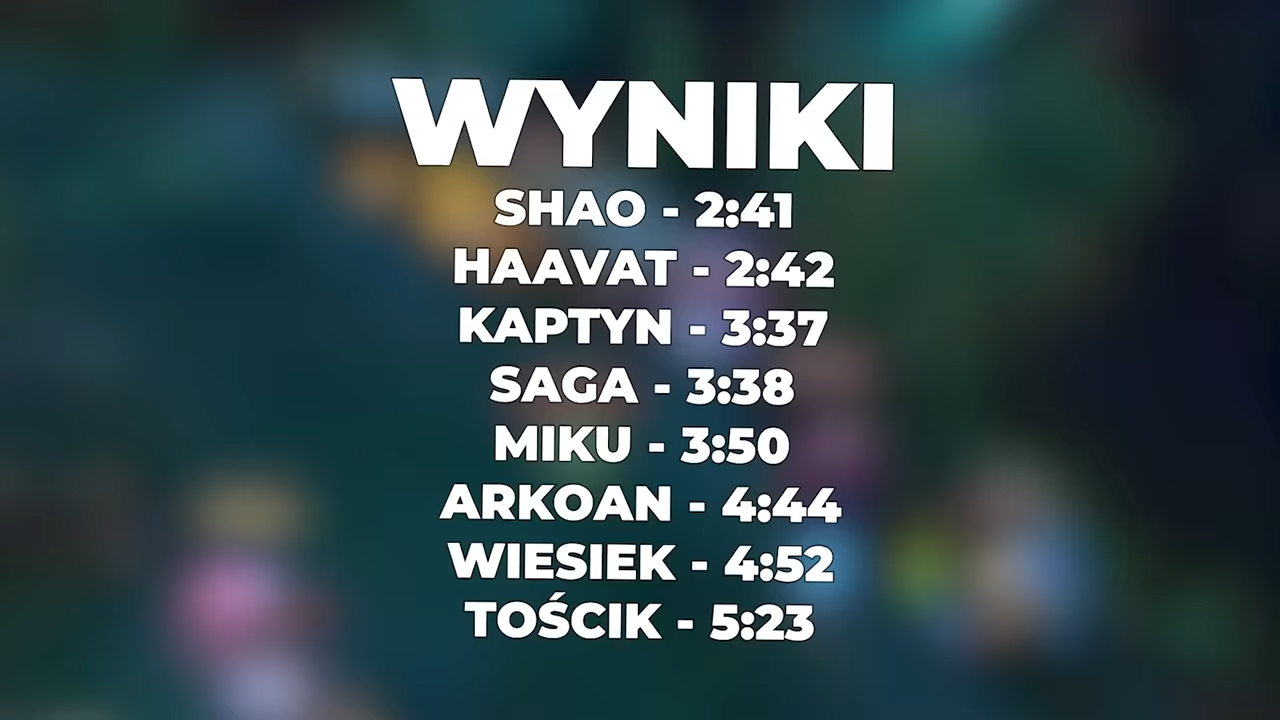 WYNIKI
SHAO - 2:41
HAAVAT - 2:42
KAPTYN - 3:37
SAGA - 3:38
MIKU - 3:50
ARKOAN - 4:44
WIESIEK - 4:52
TOŚCIK - 5:23